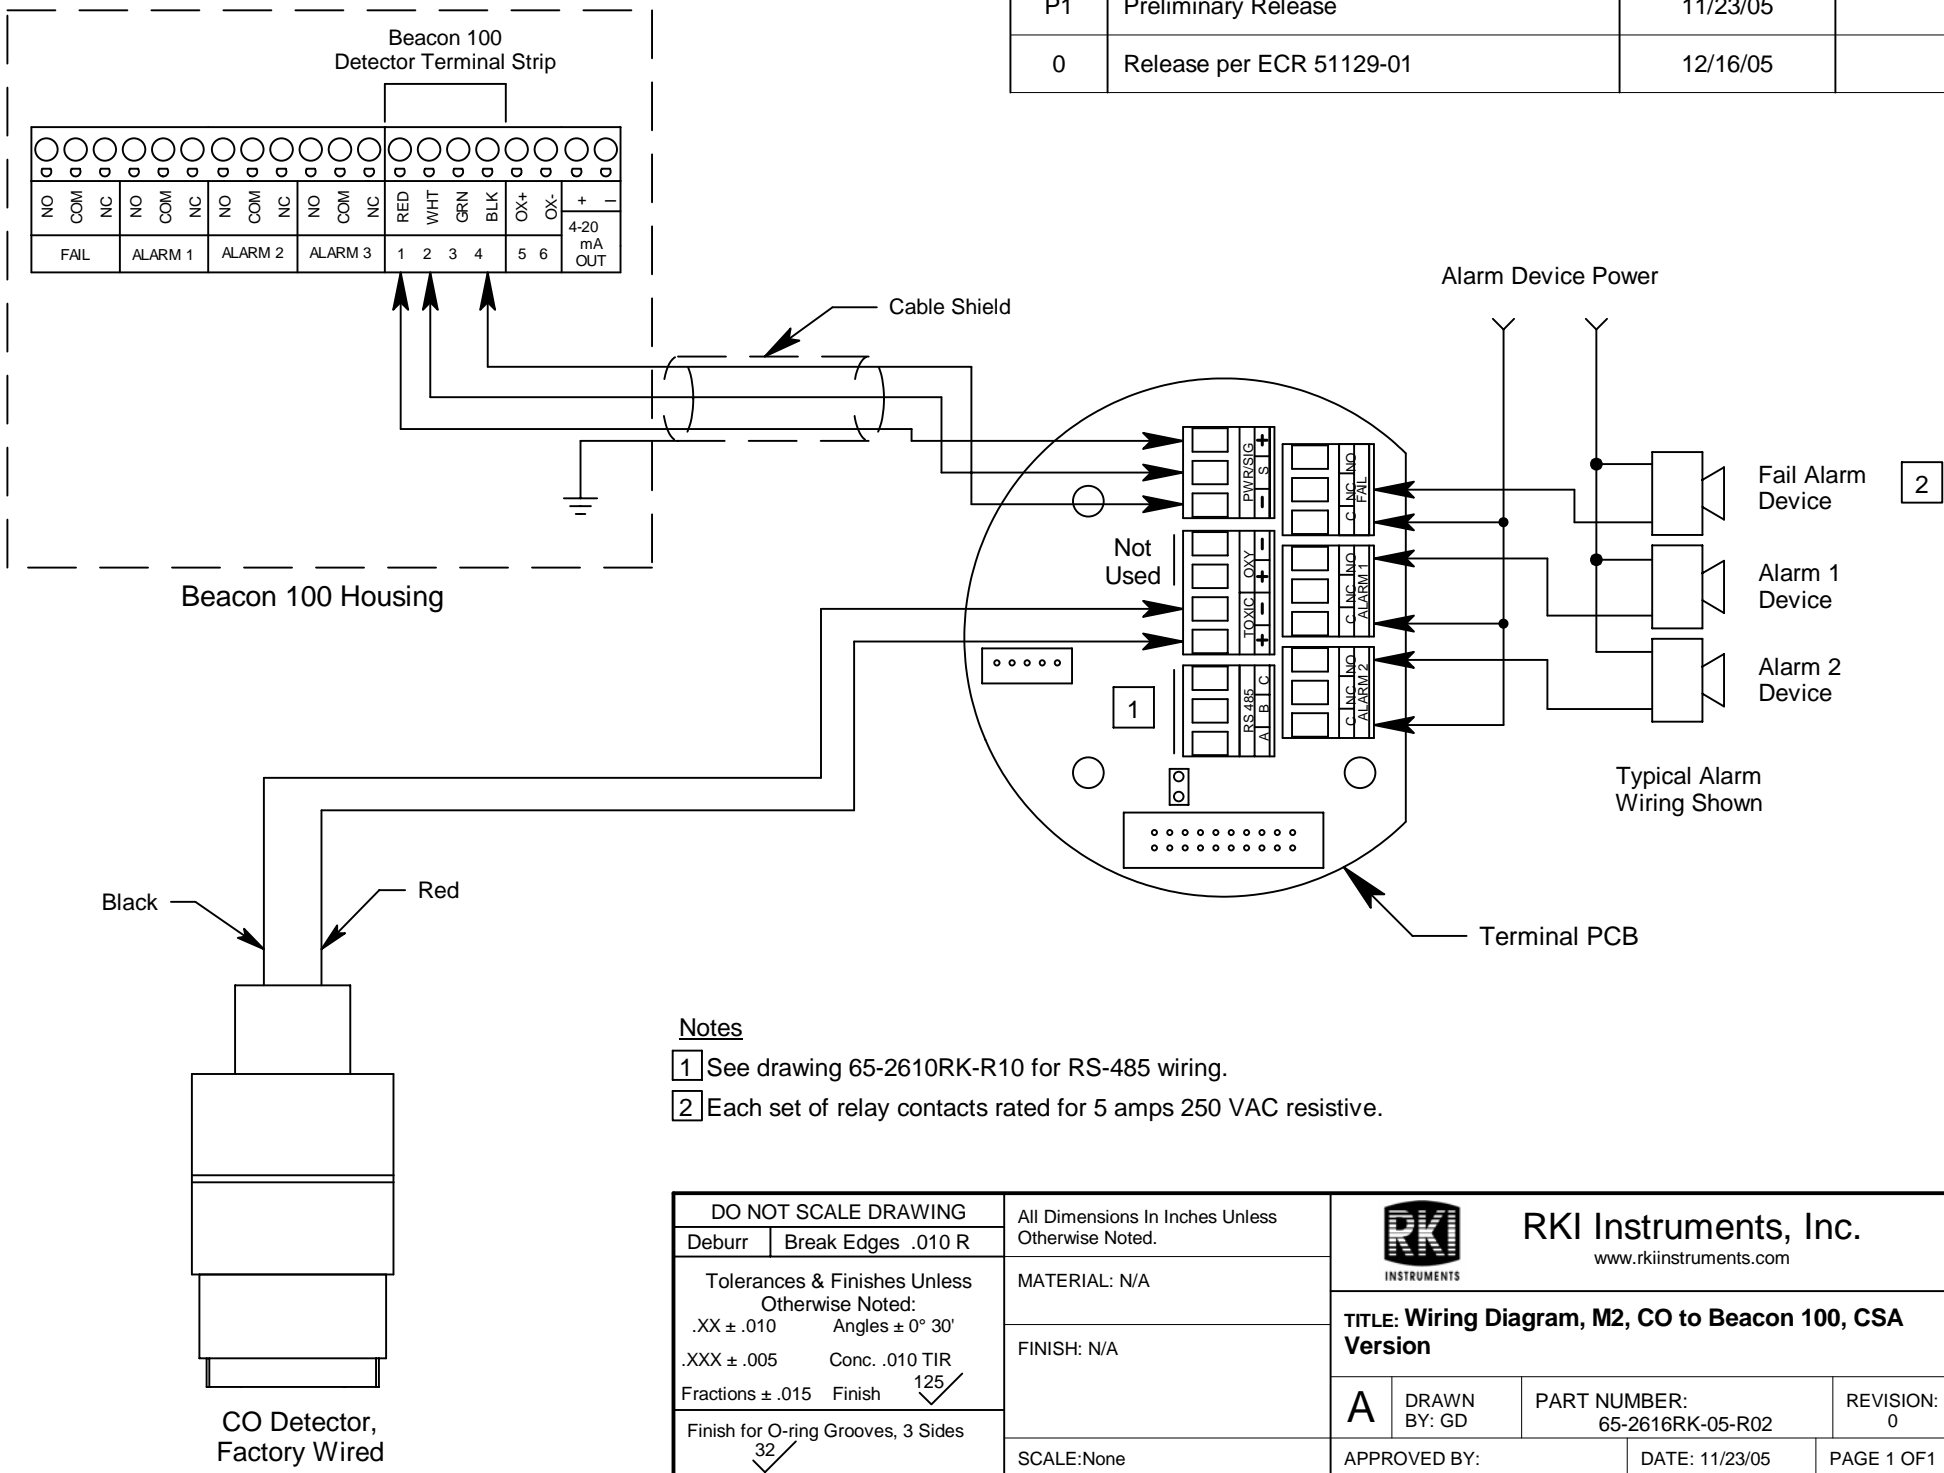 P1 Preliminary Release 11/23/05
0 Release per ECR 51129-01 12/16/05
Beacon 100
Detector Terminal Strip
NO COM NC NO COM NC NO COM NC NO COM NC RED WHT GRN BLK OX+ OX- + -
FAIL ALARM 1 ALARM 2 ALARM 3 1 2 3 4 5 6 4-20
mA
OUT
Cable Shield
Beacon 100 Housing
Alarm Device Power
PWR/SIG + S -
OXY - +
TOXIC - +
RS 485 A B C
C NC NO
FAIL
C NC NO
ALARM 1
C NC NO
ALARM 2
Not
Used
1
Fail Alarm
Device
2
Alarm 1
Device
Alarm 2
Device
Typical Alarm
Wiring Shown
Terminal PCB
Black
Red
CO Detector,
Factory Wired
Notes
1 See drawing 65-2610RK-R10 for RS-485 wiring.
2 Each set of relay contacts rated for 5 amps 250 VAC resistive.
DO NOT SCALE DRAWING
Deburr Break Edges .010 R
Tolerances & Finishes Unless
Otherwise Noted:
.XX ± .010 Angles ± 0° 30'
.XXX ± .005 Conc. .010 TIR
Fractions ± .015 Finish 125
Finish for O-ring Grooves, 3 Sides
32
All Dimensions In Inches Unless
Otherwise Noted.
MATERIAL: N/A
FINISH: N/A
SCALE:None
RKI
INSTRUMENTS
RKI Instruments, Inc.
www.rkiinstruments.com
TITLE: Wiring Diagram, M2, CO to Beacon 100, CSA
Version
A DRAWN
BY: GD
PART NUMBER:
65-2616RK-05-R02
REVISION:
0
APPROVED BY: DATE: 11/23/05 PAGE 1 OF1